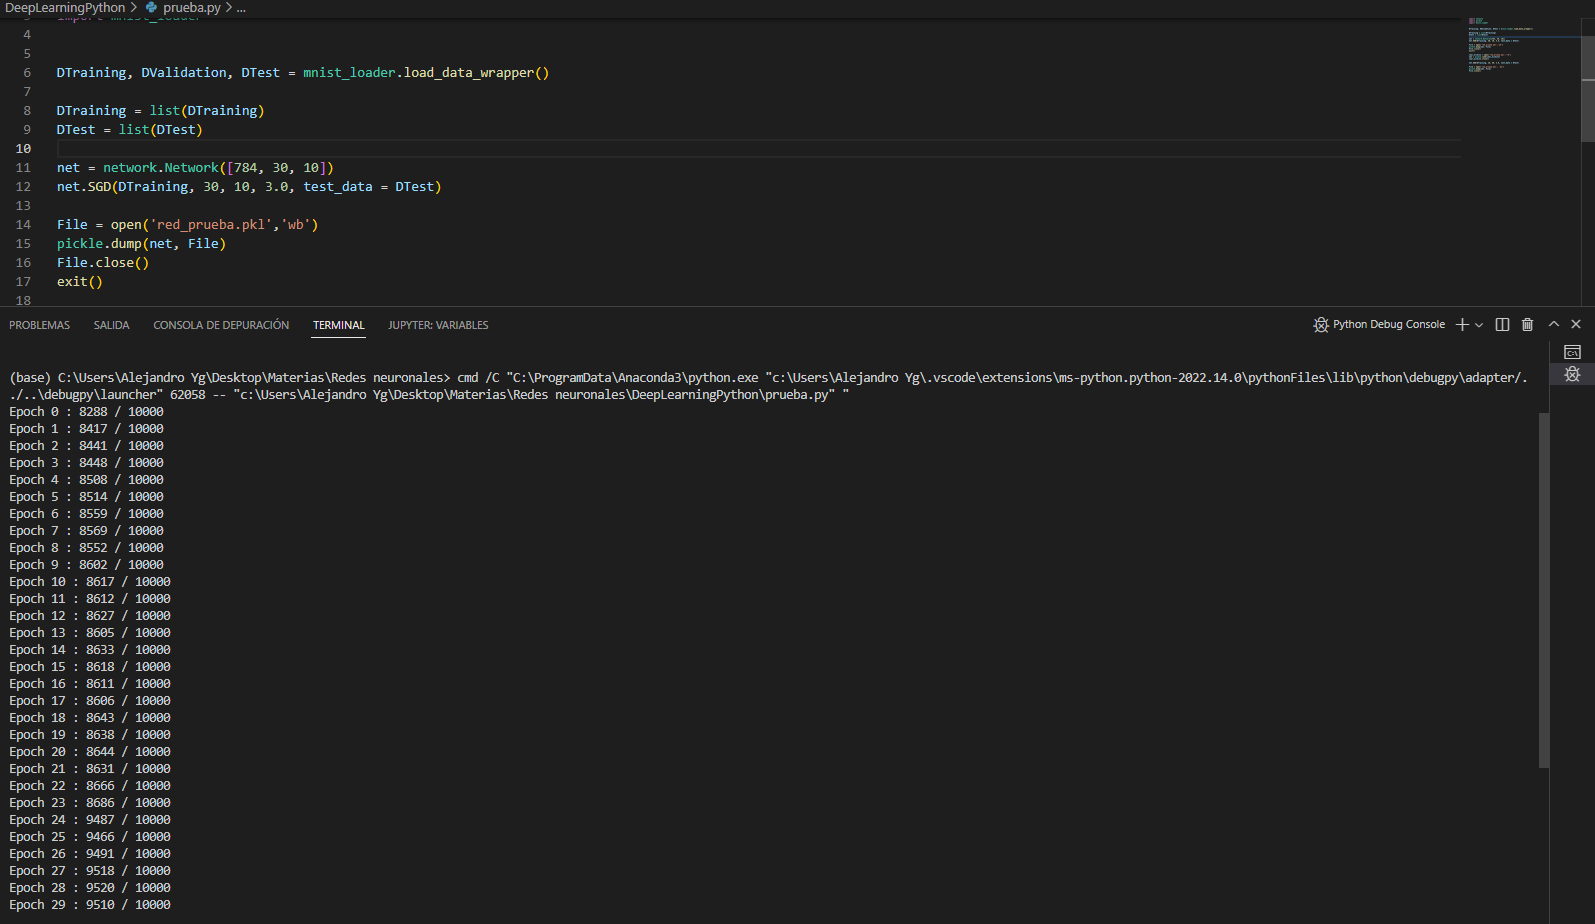 DeepLearningPython > prueba.py > ...
3 import mnist_loader
4
5
6 DTraining, DValidation, DTest = mnist_loader.load_data_wrapper()
7
8 DTraining = list(DTraining)
9 DTest = list(DTest)
10
11 net = network.Network([784, 30, 10])
12 net.SGD(DTraining, 30, 10, 3.0, test_data = DTest)
13
14 File = open('red_prueba.pkl','wb')
15 pickle.dump(net, File)
16 File.close()
17 exit()
18
PROBLEMAS SALIDA CONSOLA DE DEPURACIÓN TERMINAL JUPYTER: VARIABLES Python Debug Console
(base) C:\Users\Alejandro Yg\Desktop\Materias\Redes neuronales> cmd /C "C:\ProgramData\Anaconda3\python.exe "c:\Users\Alejandro Yg\.vscode\extensions\ms-python.python-2022.14.0\pythonFiles\lib\python\debugpy\adapter/.
./..\debugpy\launcher" 62058 -- "c:\Users\Alejandro Yg\Desktop\Materias\Redes neuronales\DeepLearningPython\prueba.py" "
Epoch 0 : 8288 / 10000
Epoch 1 : 8417 / 10000
Epoch 2 : 8441 / 10000
Epoch 3 : 8448 / 10000
Epoch 4 : 8508 / 10000
Epoch 5 : 8514 / 10000
Epoch 6 : 8559 / 10000
Epoch 7 : 8569 / 10000
Epoch 8 : 8552 / 10000
Epoch 9 : 8602 / 10000
Epoch 10 : 8617 / 10000
Epoch 11 : 8612 / 10000
Epoch 12 : 8627 / 10000
Epoch 13 : 8605 / 10000
Epoch 14 : 8633 / 10000
Epoch 15 : 8618 / 10000
Epoch 16 : 8611 / 10000
Epoch 17 : 8606 / 10000
Epoch 18 : 8643 / 10000
Epoch 19 : 8638 / 10000
Epoch 20 : 8644 / 10000
Epoch 21 : 8631 / 10000
Epoch 22 : 8666 / 10000
Epoch 23 : 8686 / 10000
Epoch 24 : 9487 / 10000
Epoch 25 : 9466 / 10000
Epoch 26 : 9491 / 10000
Epoch 27 : 9518 / 10000
Epoch 28 : 9520 / 10000
Epoch 29 : 9510 / 10000